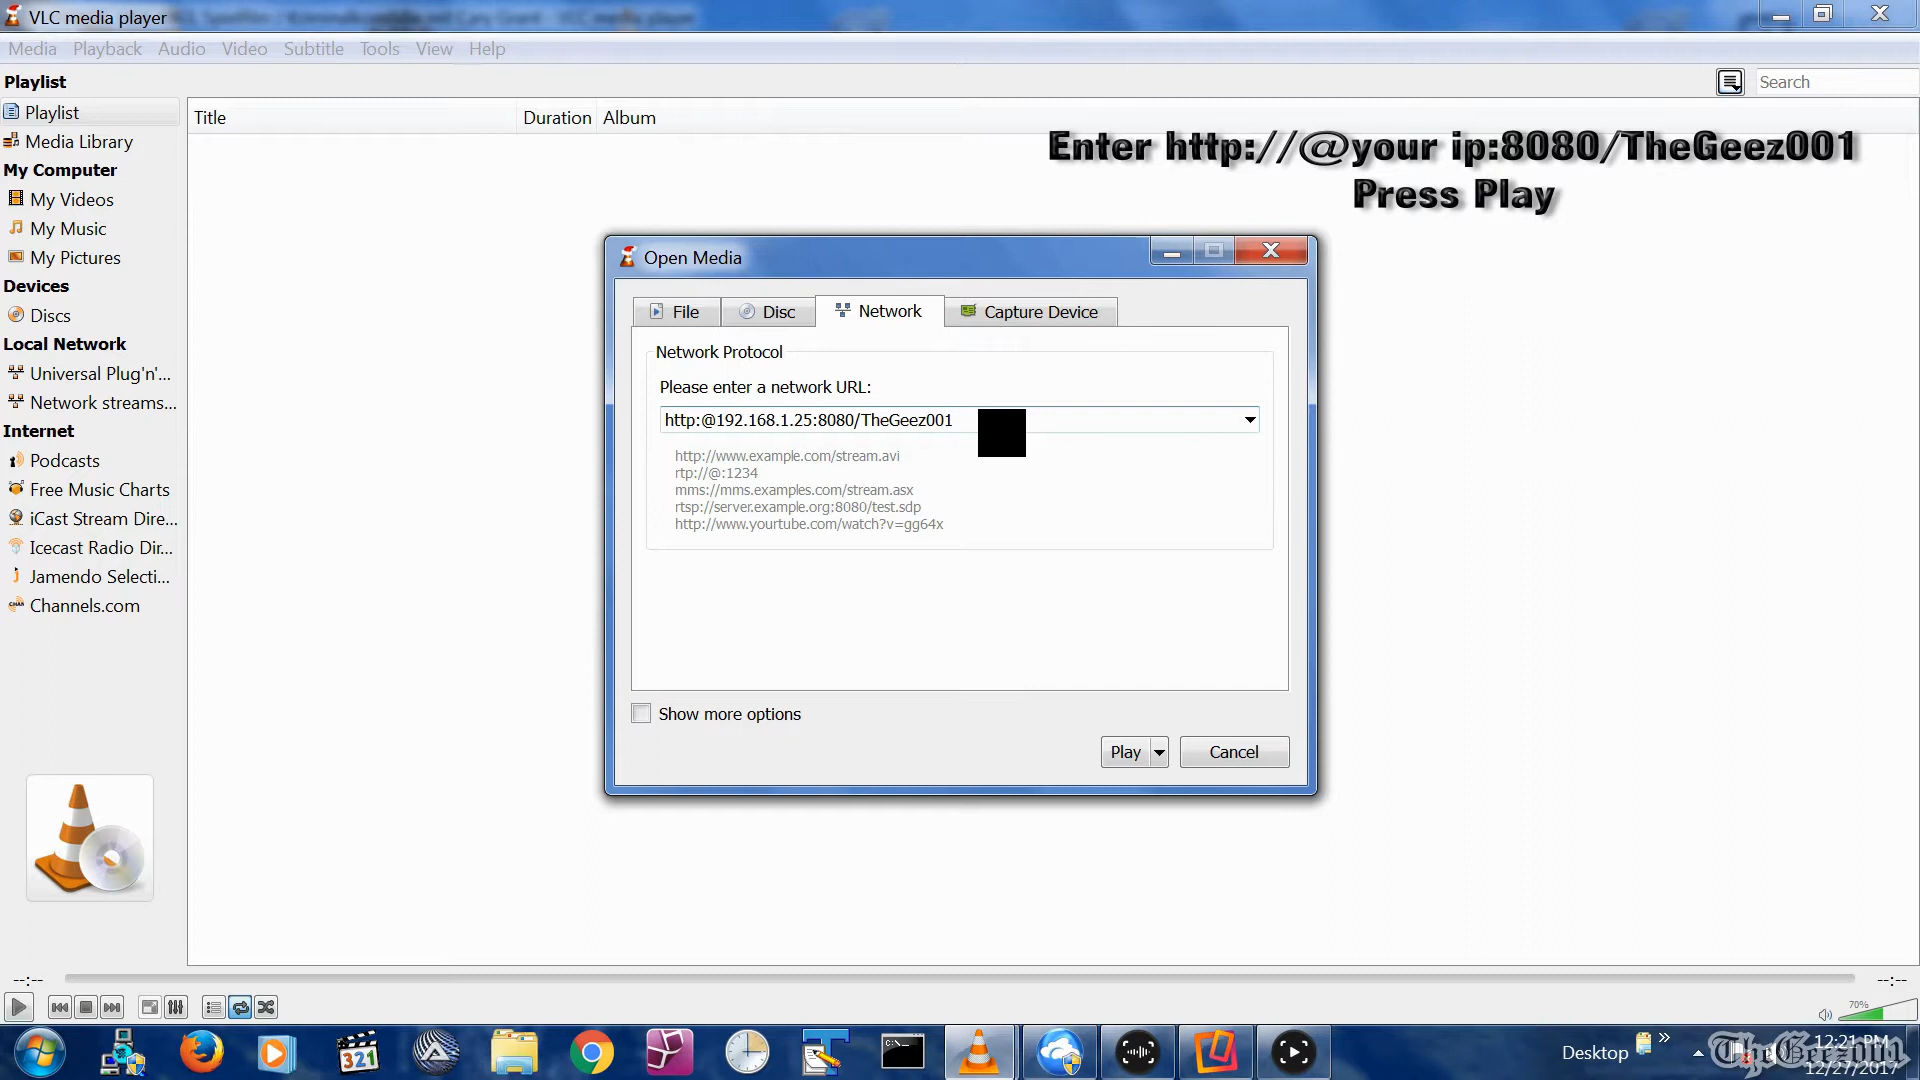 VLC media player
Media Playback Audio Video Subtitle Tools View Help
Playlist
Search
Playlist
Media Library
My Computer
My Videos
My Music
My Pictures
Devices
Discs
Local Network
Universal Plug'n'...
Network streams...
Internet
Podcasts
Free Music Charts
iCast Stream Dire...
Icecast Radio Dir...
Jamendo Selecti...
Channels.com
Title Duration Album
Enter http://@your ip:8080/TheGeez001
Press Play
Open Media
File Disc Network Capture Device
Network Protocol
Please enter a network URL:
http:@192.168.1.25:8080/TheGeez001
http://www.example.com/stream.avi
rtp://@:1234
mms://mms.examples.com/stream.asx
rtsp://server.example.org:8080/test.sdp
http://www.yourtube.com/watch?v=gg64x
Show more options
Play Cancel
--:-- --:--
70%
321
C:\_
Desktop »
12:21 PM
12/27/2017
TheGeez001